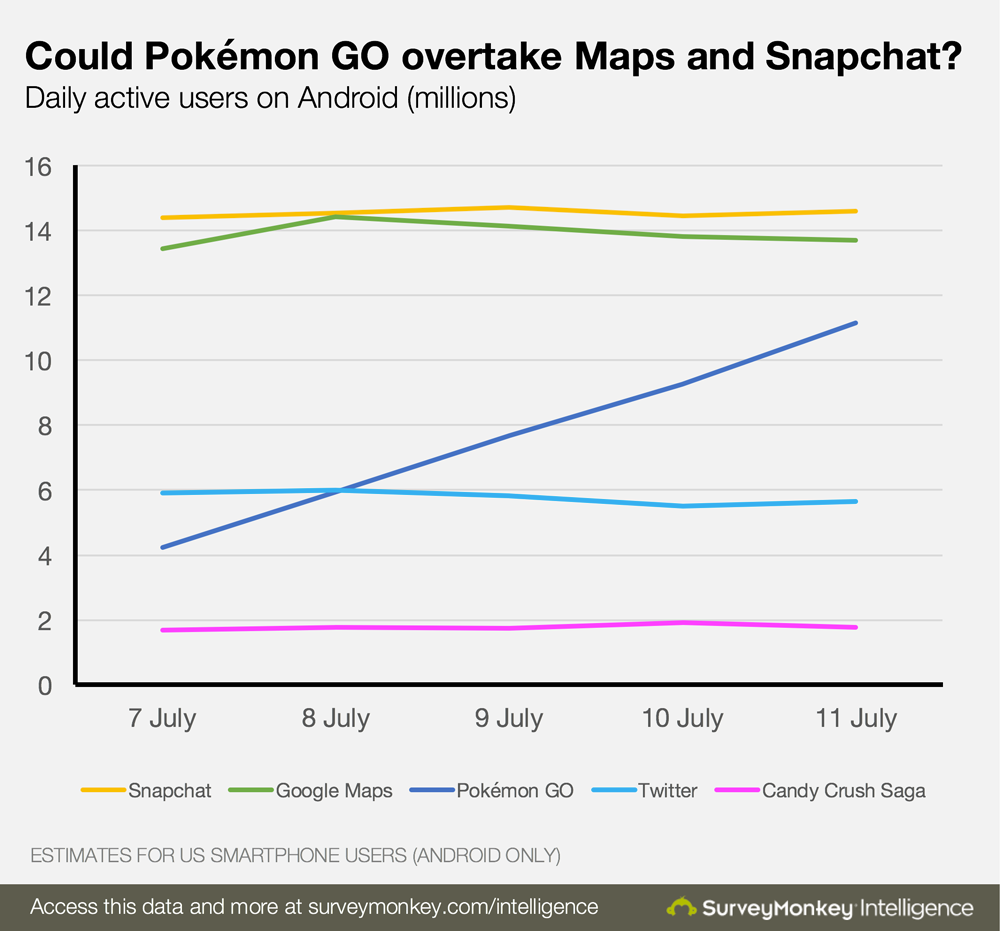 Could Pokémon GO overtake Maps and Snapchat?
Daily active users on Android (millions)
16
14
12
10
8
6
4
2
0
7 July 8 July 9 July 10 July 11 July
Snapchat Google Maps Pokémon GO Twitter Candy Crush Saga
ESTIMATES FOR US SMARTPHONE USERS (ANDROID ONLY)
Access this data and more at surveymonkey.com/intelligence SurveyMonkey Intelligence